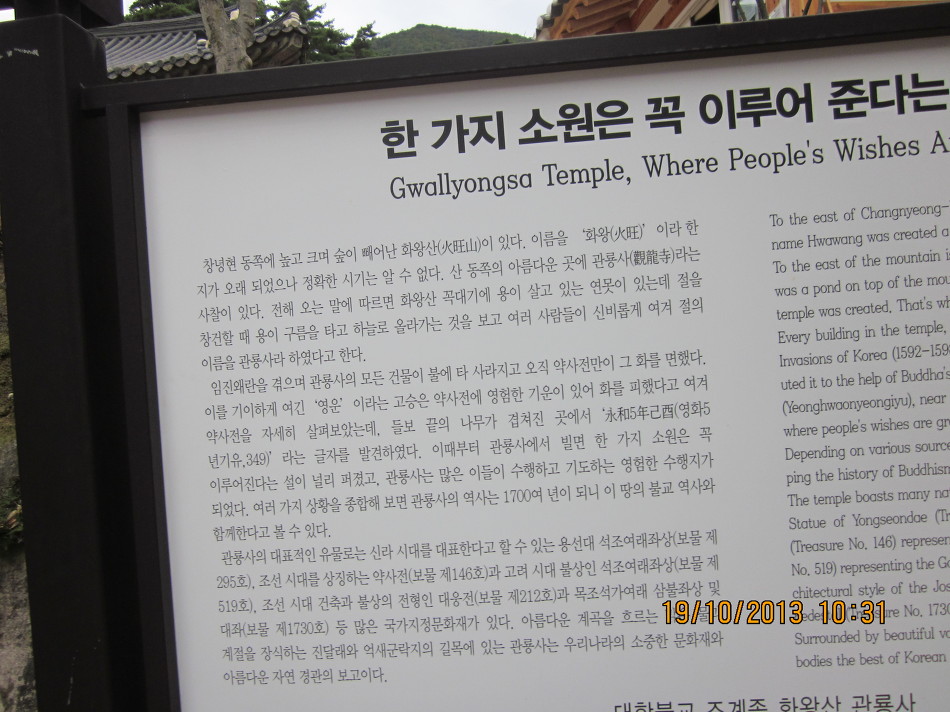 한 가지 소원은 꼭 이루어 준다는
Gwallyongsa Temple, Where People's Wishes A
창녕현 동쪽에 높고 크며 숲이 빼어난 화왕산(火旺山)이 있다. 이름을 ‘화왕(火旺)’ 이라 한
지가 오래 되었으나 정확한 시기는 알 수 없다. 산 동쪽의 아름다운 곳에 관룡사(觀龍寺)라는
사찰이 있다. 전해 오는 말에 따르면 화왕산 꼭대기에 용이 살고 있는 연못이 있는데 절을
창건할 때 용이 구름을 타고 하늘로 올라가는 것을 보고 여러 사람들이 신비롭게 여겨 절의
이름을 관룡사라 하였다고 한다.
임진왜란을 겪으며 관룡사의 모든 건물이 불에 타 사라지고 오직 약사전만이 그 화를 면했다.
이를 기이하게 여긴 ‘영운’ 이라는 고승은 약사전에 영험한 기운이 있어 화를 피했다고 여겨
약사전을 자세히 살펴보았는데, 들보 끝의 나무가 겹쳐진 곳에서 ‘永和5年己酉(영화5
년기유,349)’ 라는 글자를 발견하였다. 이때부터 관룡사에서 빌면 한 가지 소원은 꼭
이루어진다는 설이 널리 퍼졌고, 관룡사는 많은 이들이 수행하고 기도하는 영험한 수행지가
되었다. 여러 가지 상황을 종합해 보면 관룡사의 역사는 1700여 년이 되니 이 땅의 불교 역사와
함께한다고 볼 수 있다.
관룡사의 대표적인 유물로는 신라 시대를 대표한다고 할 수 있는 용선대 석조여래좌상(보물 제
295호), 조선 시대를 상징하는 약사전(보물 제146호)과 고려 시대 불상인 석조여래좌상(보물 제
519호), 조선 시대 건축과 불상의 전형인 대웅전(보물 제212호)과 목조석가여래 삼불좌상 및
대좌(보물 제1730호) 등 많은 국가지정문화재가 있다. 아름다운 계곡을 흐르는
계절을 장식하는 진달래와 억새군락지의 길목에 있는 관룡사는 우리나라의 소중한 문화재와
아름다운 자연 경관의 보고이다.
To the east of Changnyeong-
name Hwawang was created a
To the east of the mountain i
was a pond on top of the mou
temple was created. That's wh
Every building in the temple,
Invasions of Korea (1592-159
uted it to the help of Buddha's
(Yeonghwaonyeongiyu), near
where people's wishes are gr
Depending on various source
ping the history of Buddhism
The temple boasts many na
Statue of Yongseondae (Tr
(Treasure No. 146) represen
No. 519) representing the Go
chitectural style of the Jos
No. 1730
Surrounded by beautiful va
bodies the best of Korean
대한불교 조계종 화왕산 관룡사
19/10/2013 10:31